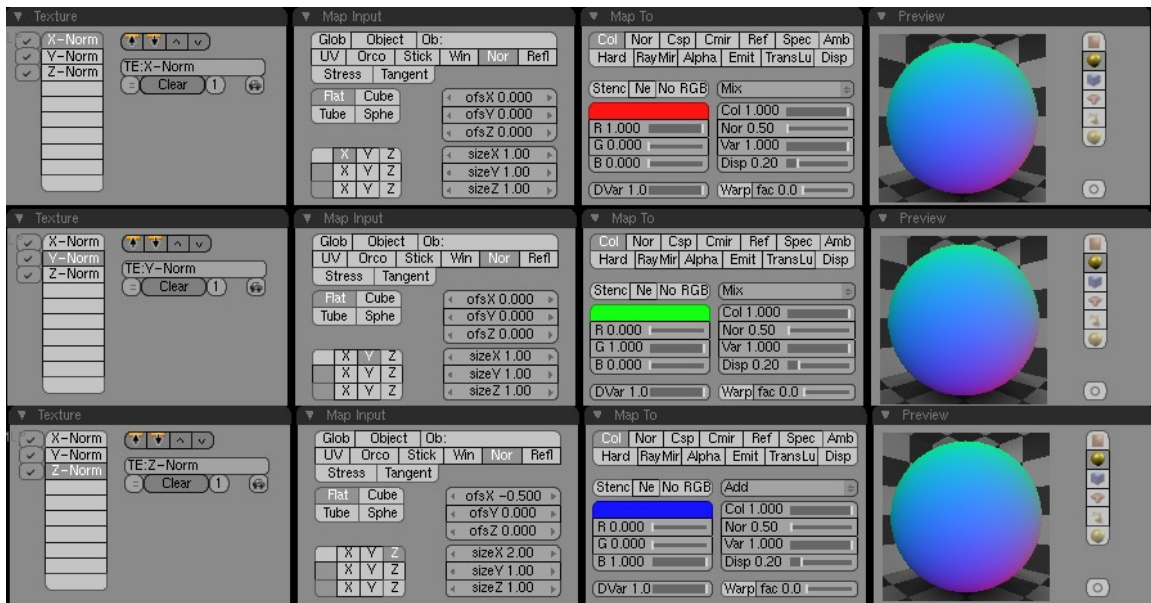 Texture Map Input Map To Preview
X-Norm
Y-Norm
Z-Norm
TE:X-Norm
Clear 1
Glob Object Ob:
UV Orco Stick Win Nor Refl
Stress Tangent
Flat Cube
Tube Sphe
ofsX 0.000
ofsY 0.000
ofsZ 0.000
X Y Z
X Y Z
X Y Z
sizeX 1.00
sizeY 1.00
sizeZ 1.00
Col Nor Csp Cmir Ref Spec Amb
Hard RayMir Alpha Emit TransLu Disp
Stenc Ne No RGB Mix
R 1.000
G 0.000
B 0.000
Col 1.000
Nor 0.50
Var 1.000
Disp 0.20
DVar 1.0 Warp fac 0.0
Texture Map Input Map To Preview
X-Norm
Y-Norm
Z-Norm
TE:Y-Norm
Clear 1
Glob Object Ob:
UV Orco Stick Win Nor Refl
Stress Tangent
Flat Cube
Tube Sphe
ofsX 0.000
ofsY 0.000
ofsZ 0.000
X Y Z
X Y Z
X Y Z
sizeX 1.00
sizeY 1.00
sizeZ 1.00
Col Nor Csp Cmir Ref Spec Amb
Hard RayMir Alpha Emit TransLu Disp
Stenc Ne No RGB Mix
R 0.000
G 1.000
B 0.000
Col 1.000
Nor 0.50
Var 1.000
Disp 0.20
DVar 1.0 Warp fac 0.0
Texture Map Input Map To Preview
X-Norm
Y-Norm
Z-Norm
TE:Z-Norm
Clear 1
Glob Object Ob:
UV Orco Stick Win Nor Refl
Stress Tangent
Flat Cube
Tube Sphe
ofsX -0.500
ofsY 0.000
ofsZ 0.000
X Y Z
X Y Z
X Y Z
sizeX 2.00
sizeY 1.00
sizeZ 1.00
Col Nor Csp Cmir Ref Spec Amb
Hard RayMir Alpha Emit TransLu Disp
Stenc Ne No RGB Add
R 0.000
G 0.000
B 1.000
Col 1.000
Nor 0.50
Var 1.000
Disp 0.20
DVar 1.0 Warp fac 0.0